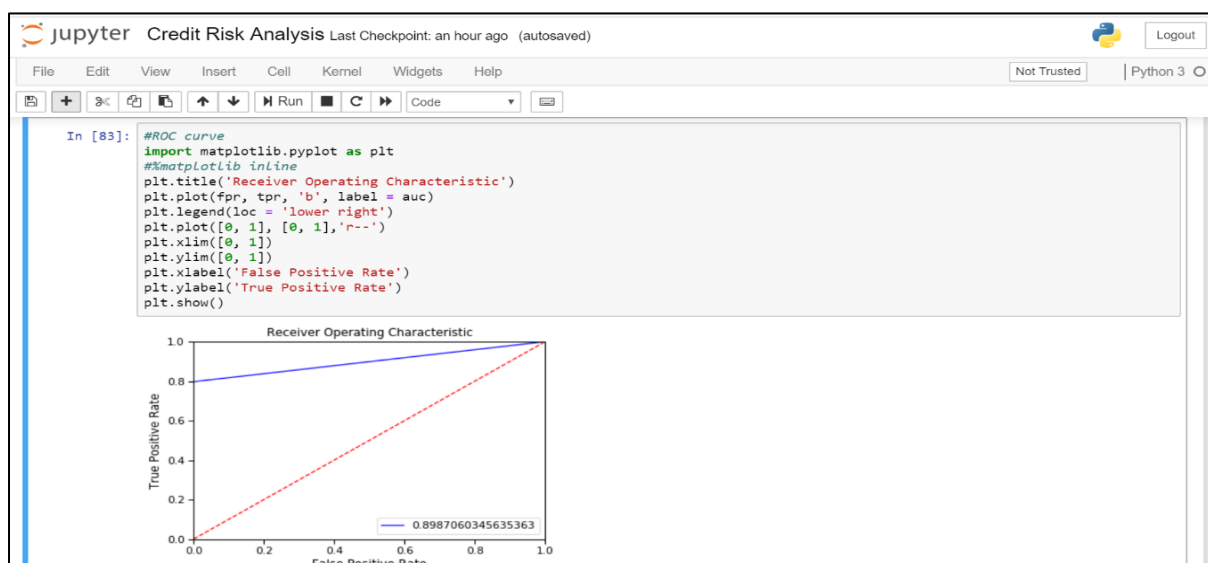 jupyter Credit Risk Analysis Last Checkpoint: an hour ago (autosaved) Logout
File Edit View Insert Cell Kernel Widgets Help Not Trusted Python 3
Run Code
In [83]: #ROC curve
import matplotlib.pyplot as plt
#%matplotlib inline
plt.title('Receiver Operating Characteristic')
plt.plot(fpr, tpr, 'b', label = auc)
plt.legend(loc = 'lower right')
plt.plot([0, 1], [0, 1],'r--')
plt.xlim([0, 1])
plt.ylim([0, 1])
plt.xlabel('False Positive Rate')
plt.ylabel('True Positive Rate')
plt.show()
Receiver Operating Characteristic
1.0
0.8
0.6
0.4
0.2
0.0
True Positive Rate
0.8987060345635363
0.0 0.2 0.4 0.6 0.8 1.0
False Positive Rate